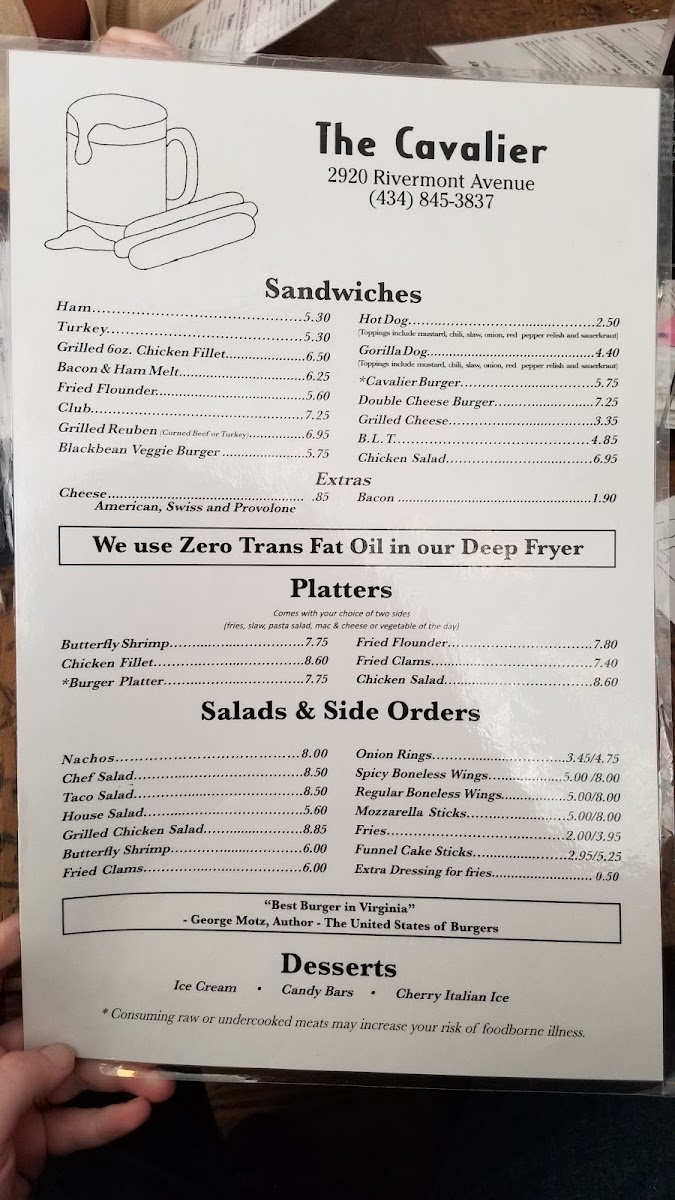 The Cavalier
2920 Rivermont Avenue
(434) 845-3837
Sandwiches
Ham 5.30
Turkey 5.30
Grilled 6oz. Chicken Fillet 6.50
Bacon & Ham Melt 6.25
Fried Flounder 5.60
Club 7.25
Grilled Reuben (Corned Beef or Turkey) 6.95
Blackbean Veggie Burger 5.75
Hot Dog 2.50
(Toppings include mustard, chili, slaw, onion, red pepper relish and sauerkraut)
Gorilla Dog 4.40
(Toppings include mustard, chili, slaw, onion, red pepper relish and sauerkraut)
*Cavalier Burger 5.75
Double Cheese Burger 7.25
Grilled Cheese 3.35
B.L.T. 4.85
Chicken Salad 6.95
Extras
Cheese .85
American, Swiss and Provolone
Bacon 1.90
We use Zero Trans Fat Oil in our Deep Fryer
Platters
Comes with your choice of two sides
(fries, slaw, pasta salad, mac & cheese or vegetable of the day)
Butterfly Shrimp 7.75
Chicken Fillet 8.60
*Burger Platter 7.75
Fried Flounder 7.80
Fried Clams 7.40
Chicken Salad 8.60
Salads & Side Orders
Nachos 8.00
Chef Salad 8.50
Taco Salad 8.50
House Salad 5.60
Grilled Chicken Salad 8.85
Butterfly Shrimp 6.00
Fried Clams 6.00
Onion Rings 3.45/4.75
Spicy Boneless Wings 5.00 /8.00
Regular Boneless Wings 5.00/8.00
Mozzarella Sticks 5.00/8.00
Fries 2.00/3.95
Funnel Cake Sticks 2.95/5.25
Extra Dressing for fries 0.50
"Best Burger in Virginia"
- George Motz, Author - The United States of Burgers
Desserts
Ice Cream • Candy Bars • Cherry Italian Ice
* Consuming raw or undercooked meats may increase your risk of foodborne illness.